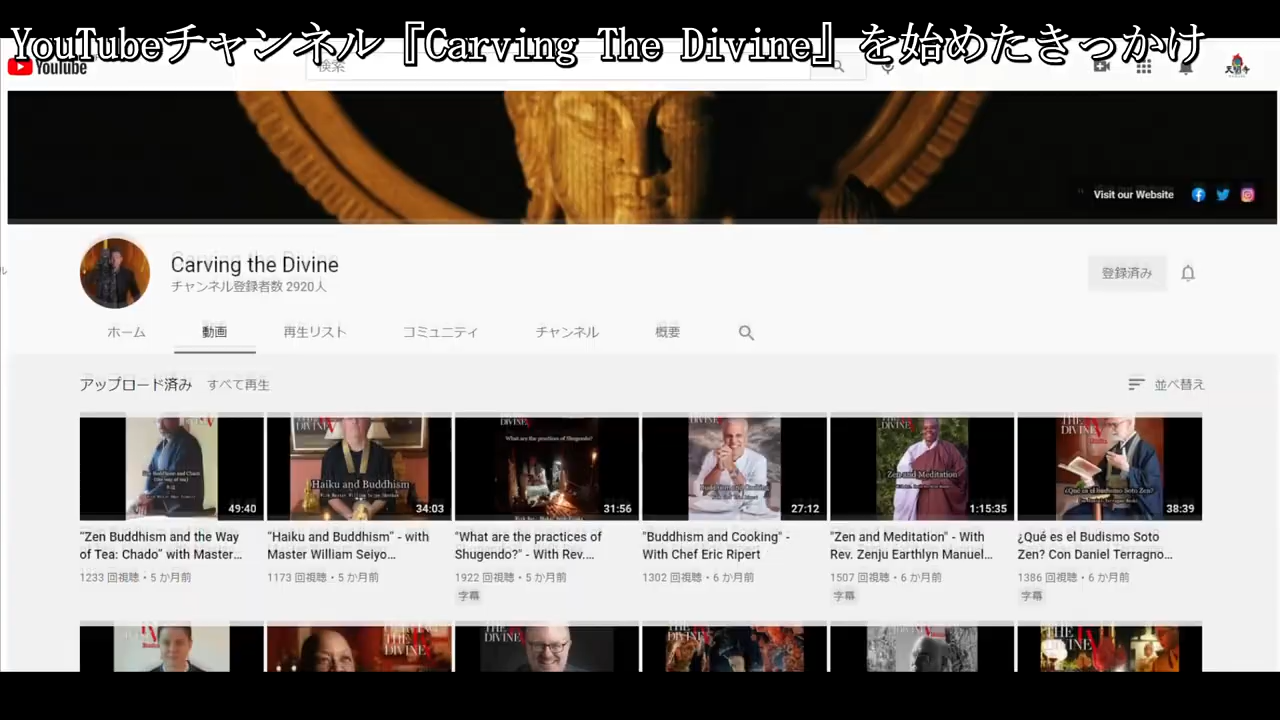 YouTubeチャンネル『Carving The Divine』を始めたきっかけ
YouTube
検索
Visit our Website
Carving the Divine
チャンネル登録者数 2920人
登録済み
ホーム 動画 再生リスト コミュニティ チャンネル 概要
アップロード済み すべて再生 並べ替え
Haiku and Buddhism
What are the practices of Shugendo?
Zen and Meditation
¿Qué es el Budismo Soto Zen?
49:40 34:03 31:56 27:12 1:15:35 38:39
"Zen Buddhism and the Way of Tea: Chado" with Master...
1233 回視聴・5 か月前
"Haiku and Buddhism" - with Master William Seiyo...
1173 回視聴・5 か月前
"What are the practices of Shugendo?" - With Rev....
1922 回視聴・5 か月前
字幕
"Buddhism and Cooking" - With Chef Eric Ripert
1302 回視聴・6 か月前
"Zen and Meditation" - With Rev. Zenju Earthlyn Manuel...
1507 回視聴・6 か月前
字幕
¿Qué es el Budismo Soto Zen? Con Daniel Terragno...
1386 回視聴・6 か月前
字幕